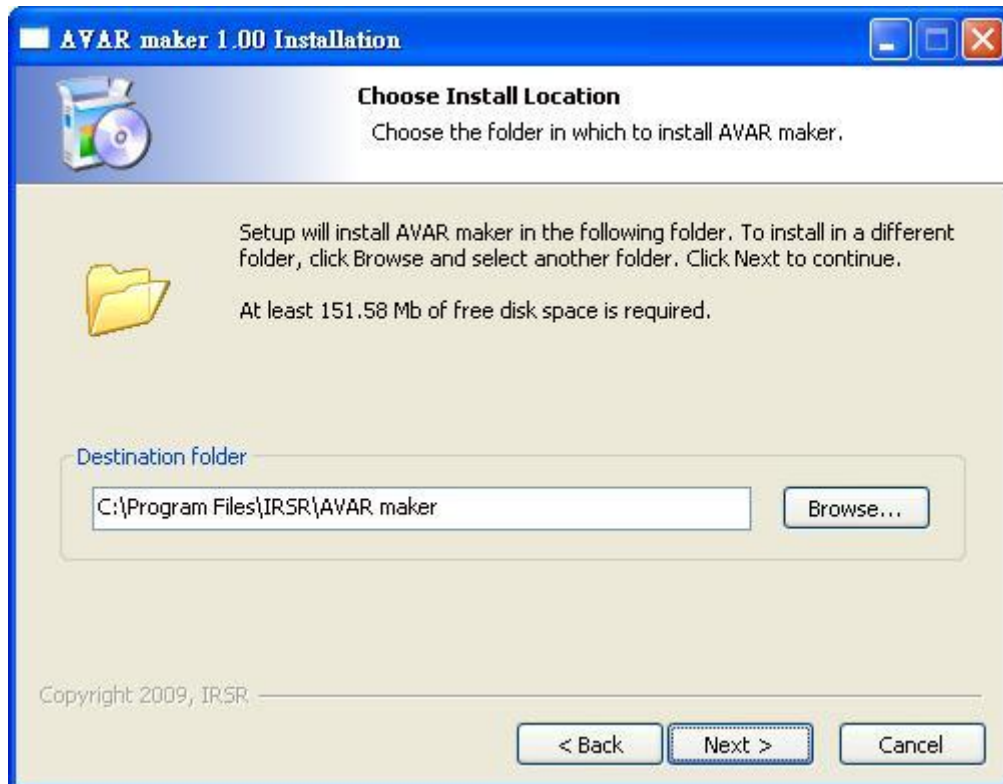 AVAR maker 1.00 Installation
Choose Install Location
Choose the folder in which to install AVAR maker.
Setup will install AVAR maker in the following folder. To install in a different
folder, click Browse and select another folder. Click Next to continue.
At least 151.58 Mb of free disk space is required.
Destination folder
C:\Program Files\IRSR\AVAR maker
Browse...
Copyright 2009, IRSR
< Back
Next >
Cancel